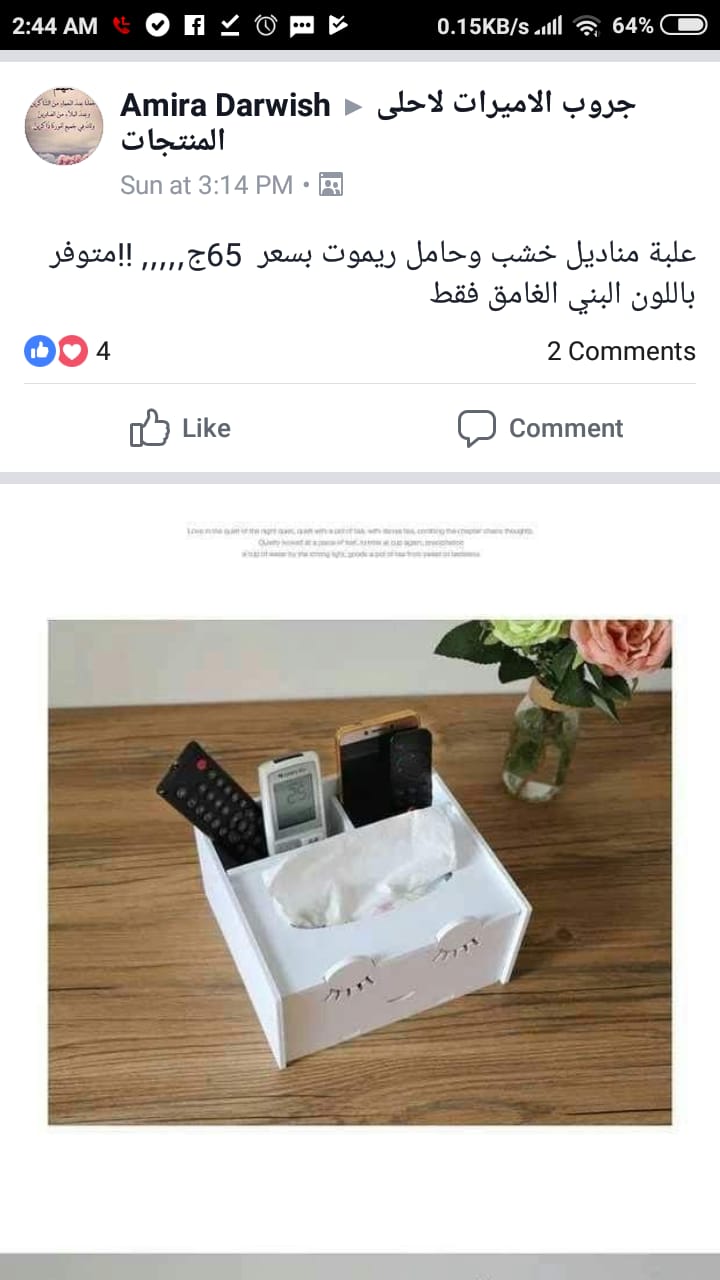 2:44 AM 0.15KB/s 64%
Amira Darwish ▸ جروب الاميرات لاحلى
المنتجات
Sun at 3:14 PM •
علبة مناديل خشب وحامل ريموت بسعر 65ج,,,,, !!متوفر
باللون البني الغامق فقط
4 2 Comments
Like Comment
25